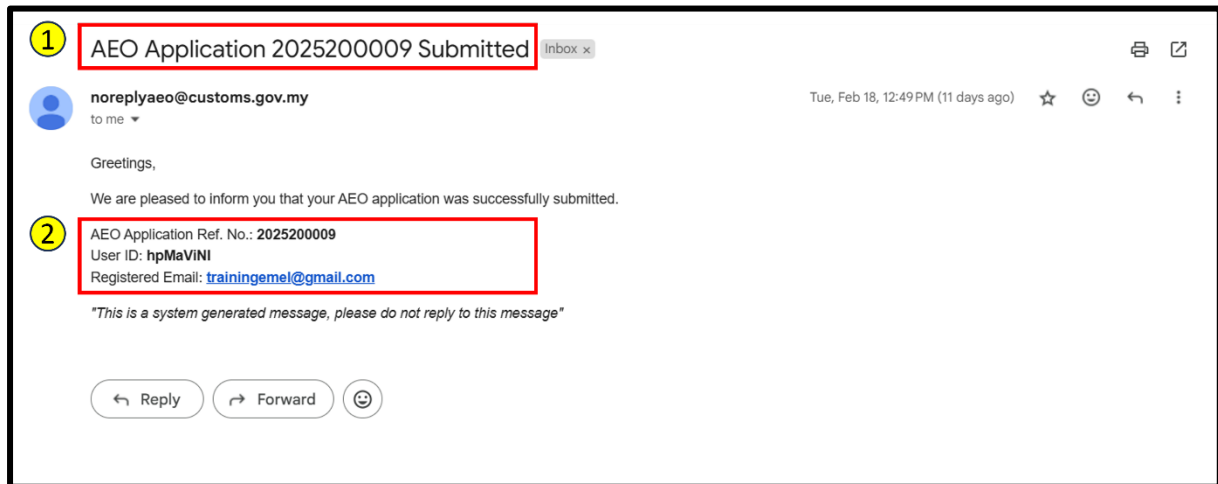 1
AEO Application 2025200009 Submitted Inbox x
noreplyaeo@customs.gov.my Tue, Feb 18, 12:49 PM (11 days ago)
to me
Greetings,
We are pleased to inform you that your AEO application was successfully submitted.
2
AEO Application Ref. No.: 2025200009
User ID: hpMaViNI
Registered Email: trainingemel@gmail.com
"This is a system generated message, please do not reply to this message"
Reply Forward